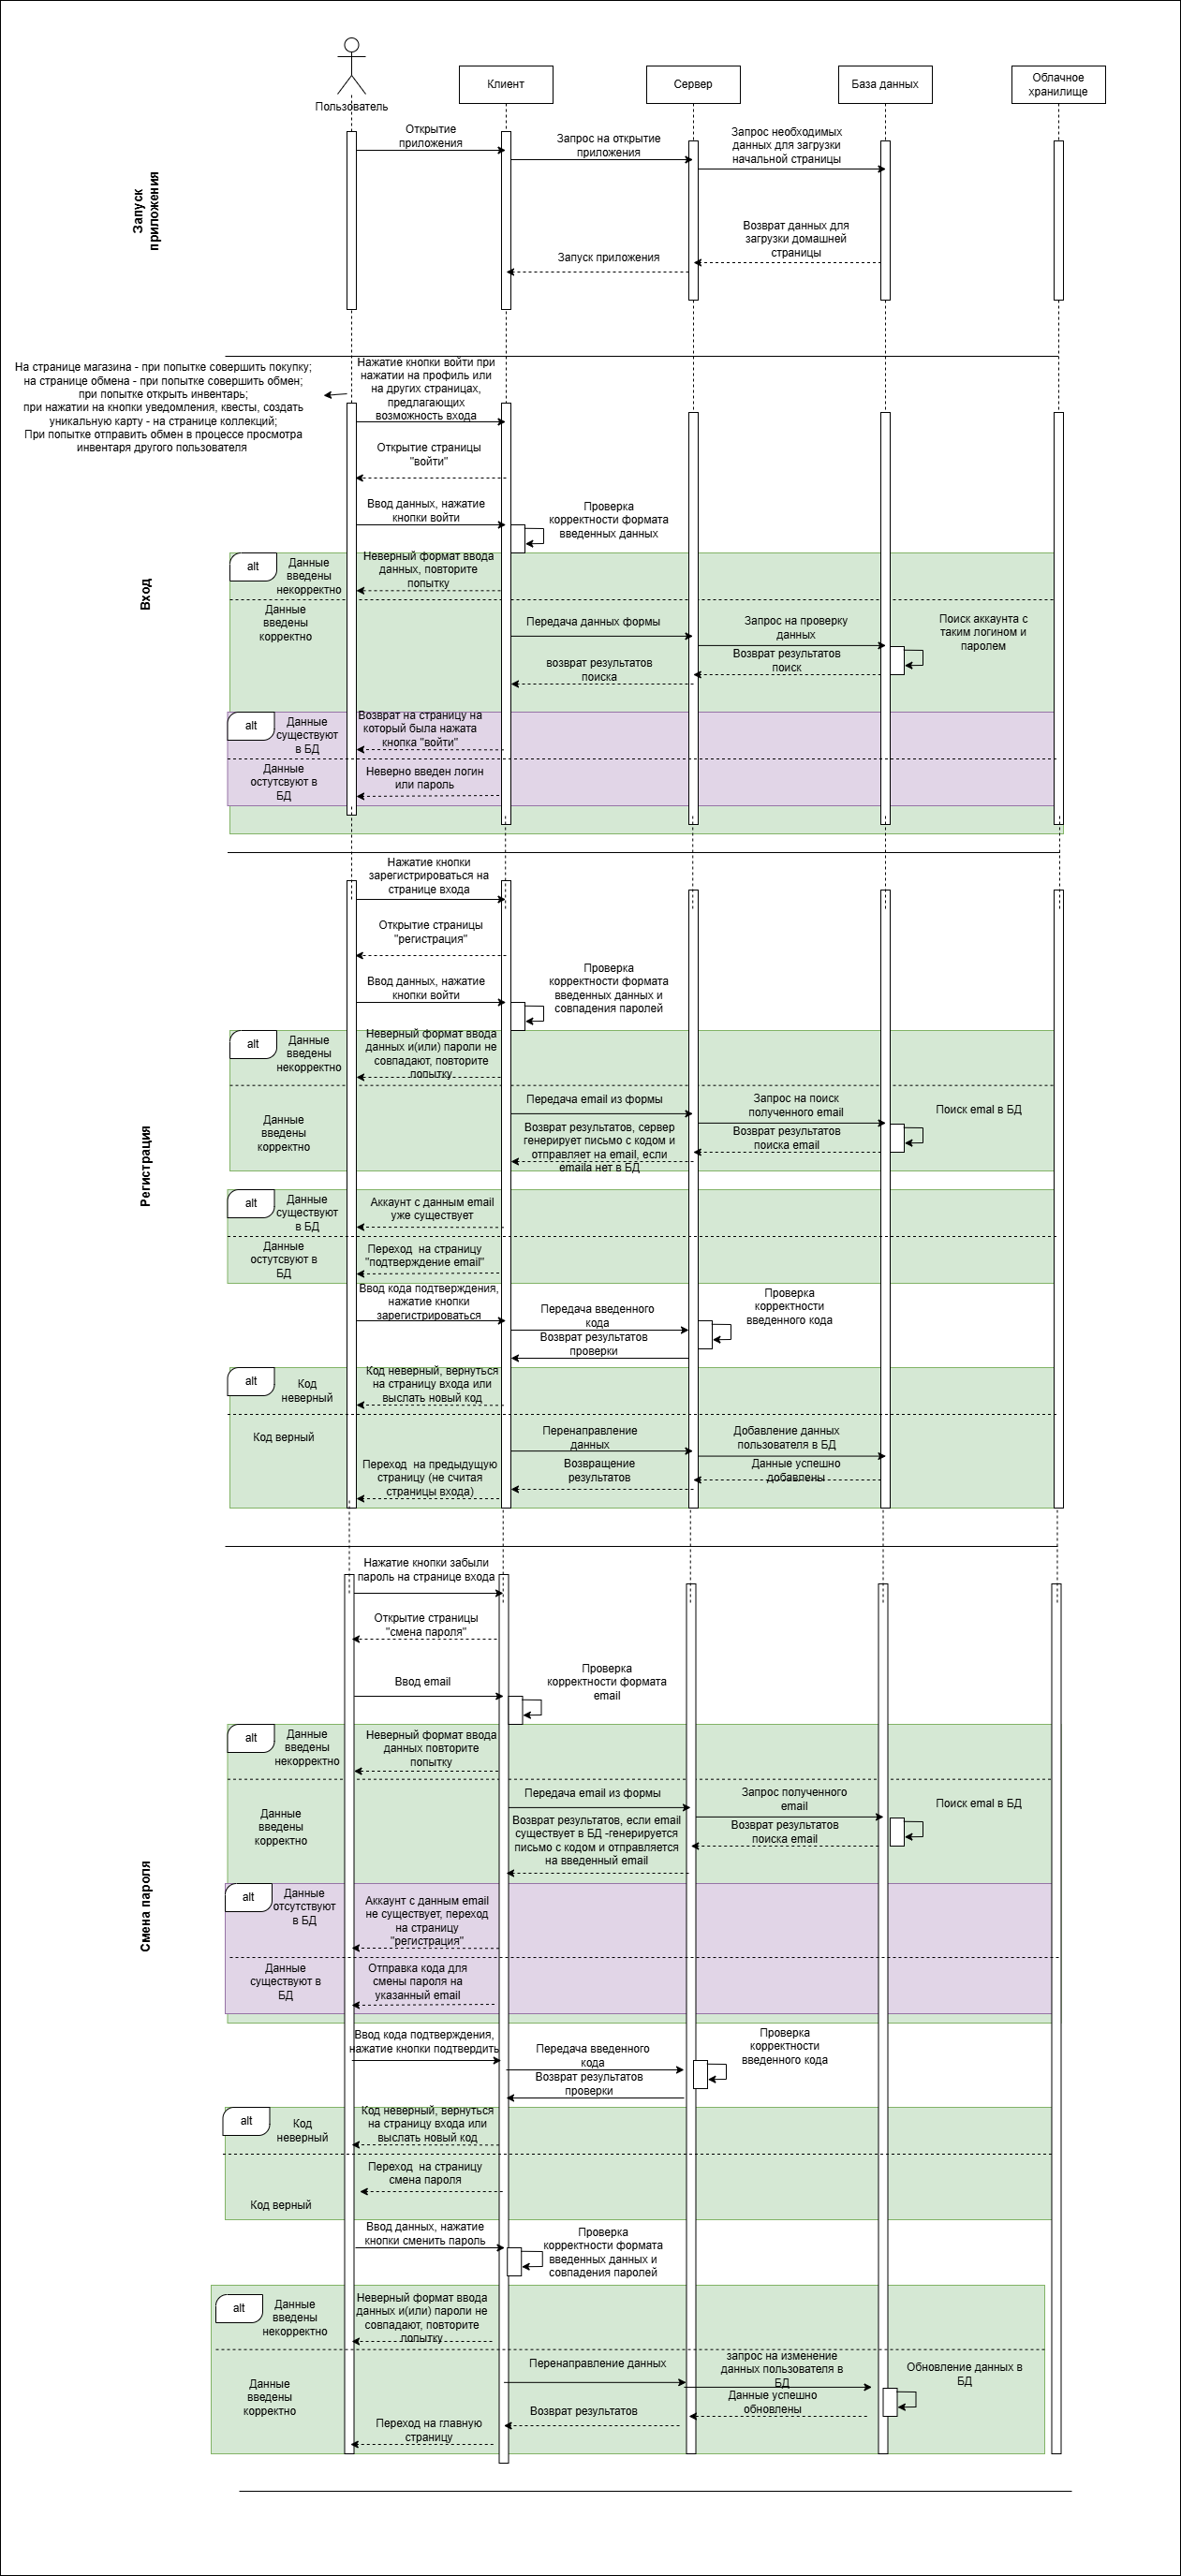 Пользователь
Клиент
Сервер
База данных
Облачное
хранилище
Запуск
приложения
Открытие
приложения
Запрос на открытие
приложения
Запрос необходимых
данных для загрузки
начальной страницы
Возврат данных для
загрузки домашней
страницы
Запуск приложения
На странице магазина - при попытке совершить покупку;
на странице обмена - при попытке совершить обмен;
при попытке открыть инвентарь;
при нажатии на кнопки уведомления, квесты, создать
уникальную карту - на странице коллекций;
При попытке отправить обмен в процессе просмотра
инвентаря другого пользователя
Нажатие кнопки войти при
нажатии на профиль или
на других страницах,
предлагающих
возможность входа
Открытие страницы
"войти"
Ввод данных, нажатие
кнопки войти
Проверка
корректности формата
введенных данных
Вход
alt
Данные
введены
некорректно
Неверный формат ввода
данных, повторите
попытку
Данные
введены
корректно
Передача данных формы
Запрос на проверку
данных
Поиск аккаунта с
таким логином и
паролем
Возврат результатов
поиск
возврат результатов
поиска
alt
Данные
существуют
в БД
Возврат на страницу на
который была нажата
кнопка "войти"
Данные
остутсвуют в
БД
Неверно введен логин
или пароль
Нажатие кнопки
зарегистрироваться на
странице входа
Открытие страницы
"регистрация"
Ввод данных, нажатие
кнопки войти
Проверка
корректности формата
введенных данных и
совпадения паролей
Регистрация
alt
Данные
введены
некорректно
Неверный формат ввода
данных и(или) пароли не
совпадают, повторите
попытку
Данные
введены
корректно
Передача email из формы
Запрос на поиск
полученного email
Поиск emal в БД
Возврат результатов
поиска email
Возврат результатов, сервер
генерирует письмо с кодом и
отправляет на email, если
emaila нет в БД
alt
Данные
существуют
в БД
Аккаунт с данным email
уже существует
Данные
остутсвуют в
БД
Переход на страницу
"подтверждение email"
Ввод кода подтверждения,
нажатие кнопки
зарегистрироваться
Передача введенного
кода
Проверка
корректности
введенного кода
Возврат результатов
проверки
alt
Код
неверный
Код неверный, вернуться
на страницу входа или
выслать новый код
Код верный
Перенаправление
данных
Добавление данных
пользователя в БД
Данные успешно
добавлены
Возвращение
результатов
Переход на предыдущую
страницу (не считая
страницы входа)
Нажатие кнопки забыли
пароль на странице входа
Открытие страницы
"смена пароля"
Ввод email
Проверка
корректности формата
email
Смена пароля
alt
Данные
введены
некорректно
Неверный формат ввода
данных повторите
попытку
Данные
введены
корректно
Передача email из формы
Запрос полученного
email
Поиск emal в БД
Возврат результатов
поиска email
Возврат результатов, если email
существует в БД -генерируется
письмо с кодом и отправляется
на введенный email
alt
Данные
отсутствуют
в БД
Аккаунт с данным email
не существует, переход
на страницу
"регистрация"
Данные
существуют в
БД
Отправка кода для
смены пароля на
указанный email
Ввод кода подтверждения,
нажатие кнопки подтвердить
Передача введенного
кода
Проверка
корректности
введенного кода
Возврат результатов
проверки
alt
Код
неверный
Код неверный, вернуться
на страницу входа или
выслать новый код
Переход на страницу
смена пароля
Код верный
Ввод данных, нажатие
кнопки сменить пароль
Проверка
корректности формата
введенных данных и
совпадения паролей
alt
Данные
введены
некорректно
Неверный формат ввода
данных и(или) пароли не
совпадают, повторите
попытку
Данные
введены
корректно
Перенаправление данных
запрос на изменение
данных пользователя в
БД
Обновление данных в
БД
Данные успешно
обновлены
Возврат результатов
Переход на главную
страницу